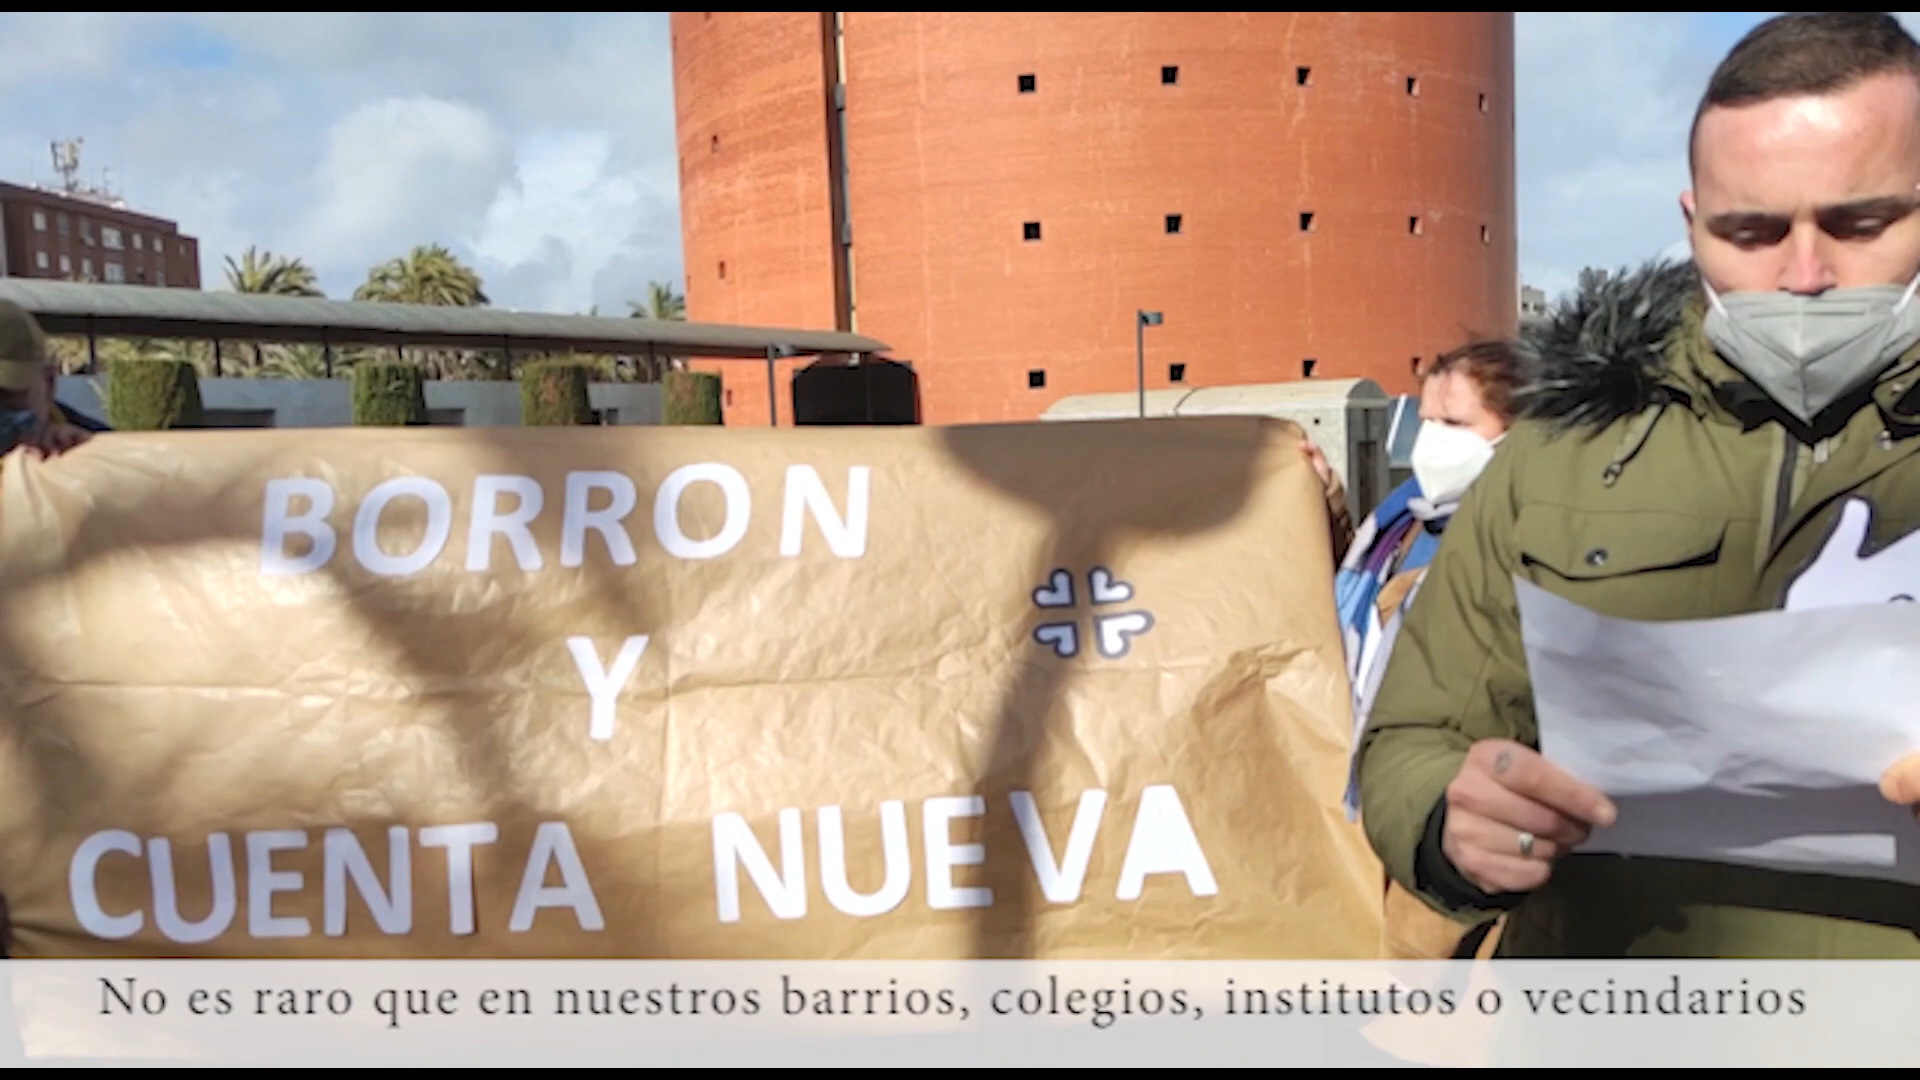 BORRON
Y
CUENTA NUEVA
No es raro que en nuestros barrios, colegios, institutos o vecindarios